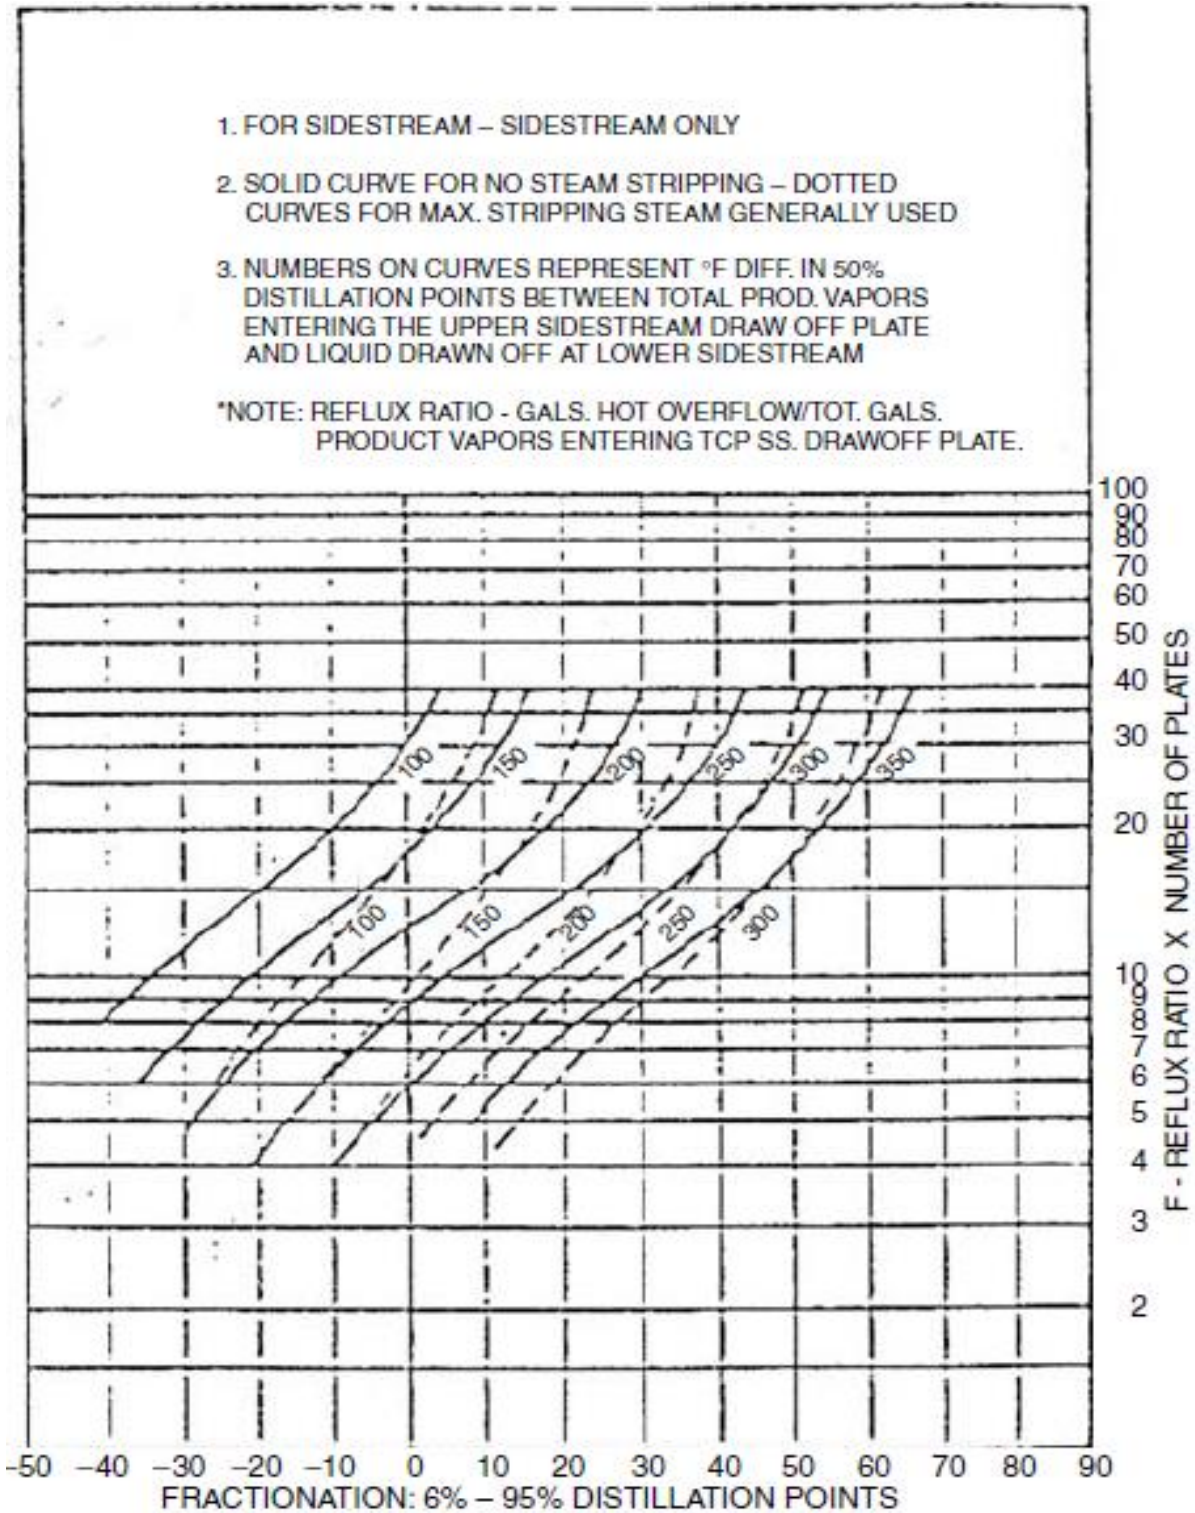 1. FOR SIDESTREAM – SIDESTREAM ONLY
2. SOLID CURVE FOR NO STEAM STRIPPING – DOTTED
CURVES FOR MAX. STRIPPING STEAM GENERALLY USED
3. NUMBERS ON CURVES REPRESENT °F DIFF. IN 50%
DISTILLATION POINTS BETWEEN TOTAL PROD. VAPORS
ENTERING THE UPPER SIDESTREAM DRAW OFF PLATE
AND LIQUID DRAWN OFF AT LOWER SIDESTREAM
*NOTE: REFLUX RATIO - GALS. HOT OVERFLOW/TOT. GALS.
PRODUCT VAPORS ENTERING TCP SS. DRAWOFF PLATE.
100
90
80
70
60
50
40
30
20
10
9
8
7
6
5
4
3
2
F - REFLUX RATIO X NUMBER OF PLATES
100 150 200 250 300 350
100 150 200 250 300
–50 –40 –30 –20 –10 0 10 20 30 40 50 60 70 80 90
FRACTIONATION: 6% – 95% DISTILLATION POINTS